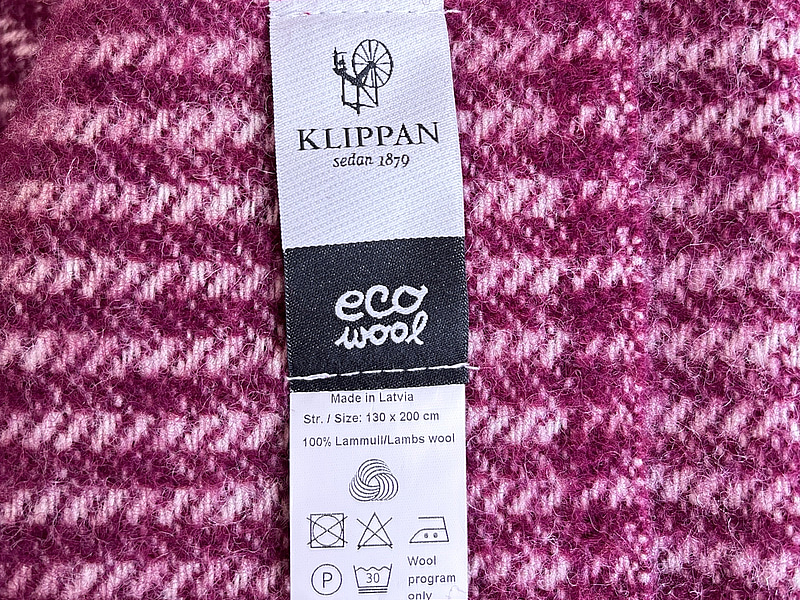 KLIPPAN
sedan 1879
eco
wool
Made in Latvia
Str. / Size: 130 x 200 cm
100% Lammull/Lambs wool
P
30
Wool
program
only